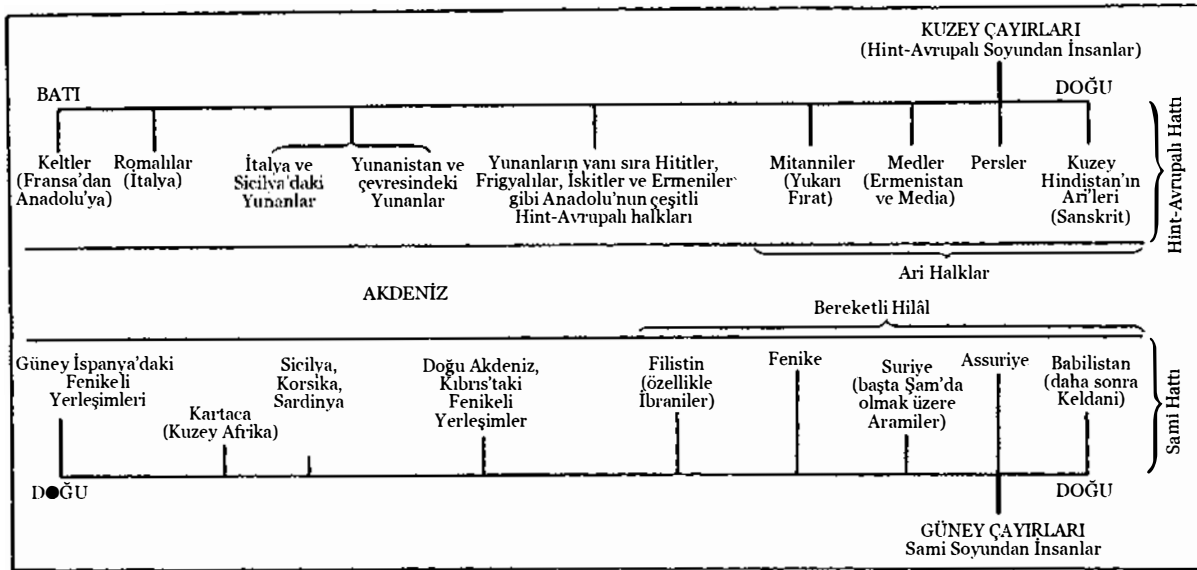 KUZEY ÇAYIRLARI
(Hint-Avrupalı Soyundan İnsanlar)
BATI
DOĞU
Keltler
(Fransa'dan
Anadolu'ya)
Romalılar
(İtalya)
İtalya ve
Sicilya'daki
Yunanlar
Yunanistan ve
çevresindeki
Yunanlar
Yunanların yanı sıra Hititler,
Frigyalılar, İskitler ve Ermeniler
gibi Anadolu'nun çeşitli
Hint-Avrupalı halkları
Mitanniler
(Yukarı
Fırat)
Medler
(Ermenistan
ve Media)
Persler
Kuzey
Hindistan'ın
Ari'leri
(Sanskrit)
Hint-Avrupalı Hattı
Ari Halklar
AKDENİZ
Bereketli Hilâl
Güney İspanya'daki
Fenikeli
Yerleşimleri
Kartaca
(Kuzey Afrika)
Sicilya,
Korsika,
Sardinya
Doğu Akdeniz,
Kıbrıs'taki
Fenikeli
Yerleşimler
Filistin
(özellikle
İbraniler)
Fenike
Suriye
(başta Şam'da
olmak üzere
Aramiler)
Assuriye
Babilistan
(daha sonra
Keldani)
Sami Hattı
DOĞU
DOĞU
GÜNEY ÇAYIRLARI
Sami Soyundan İnsanlar